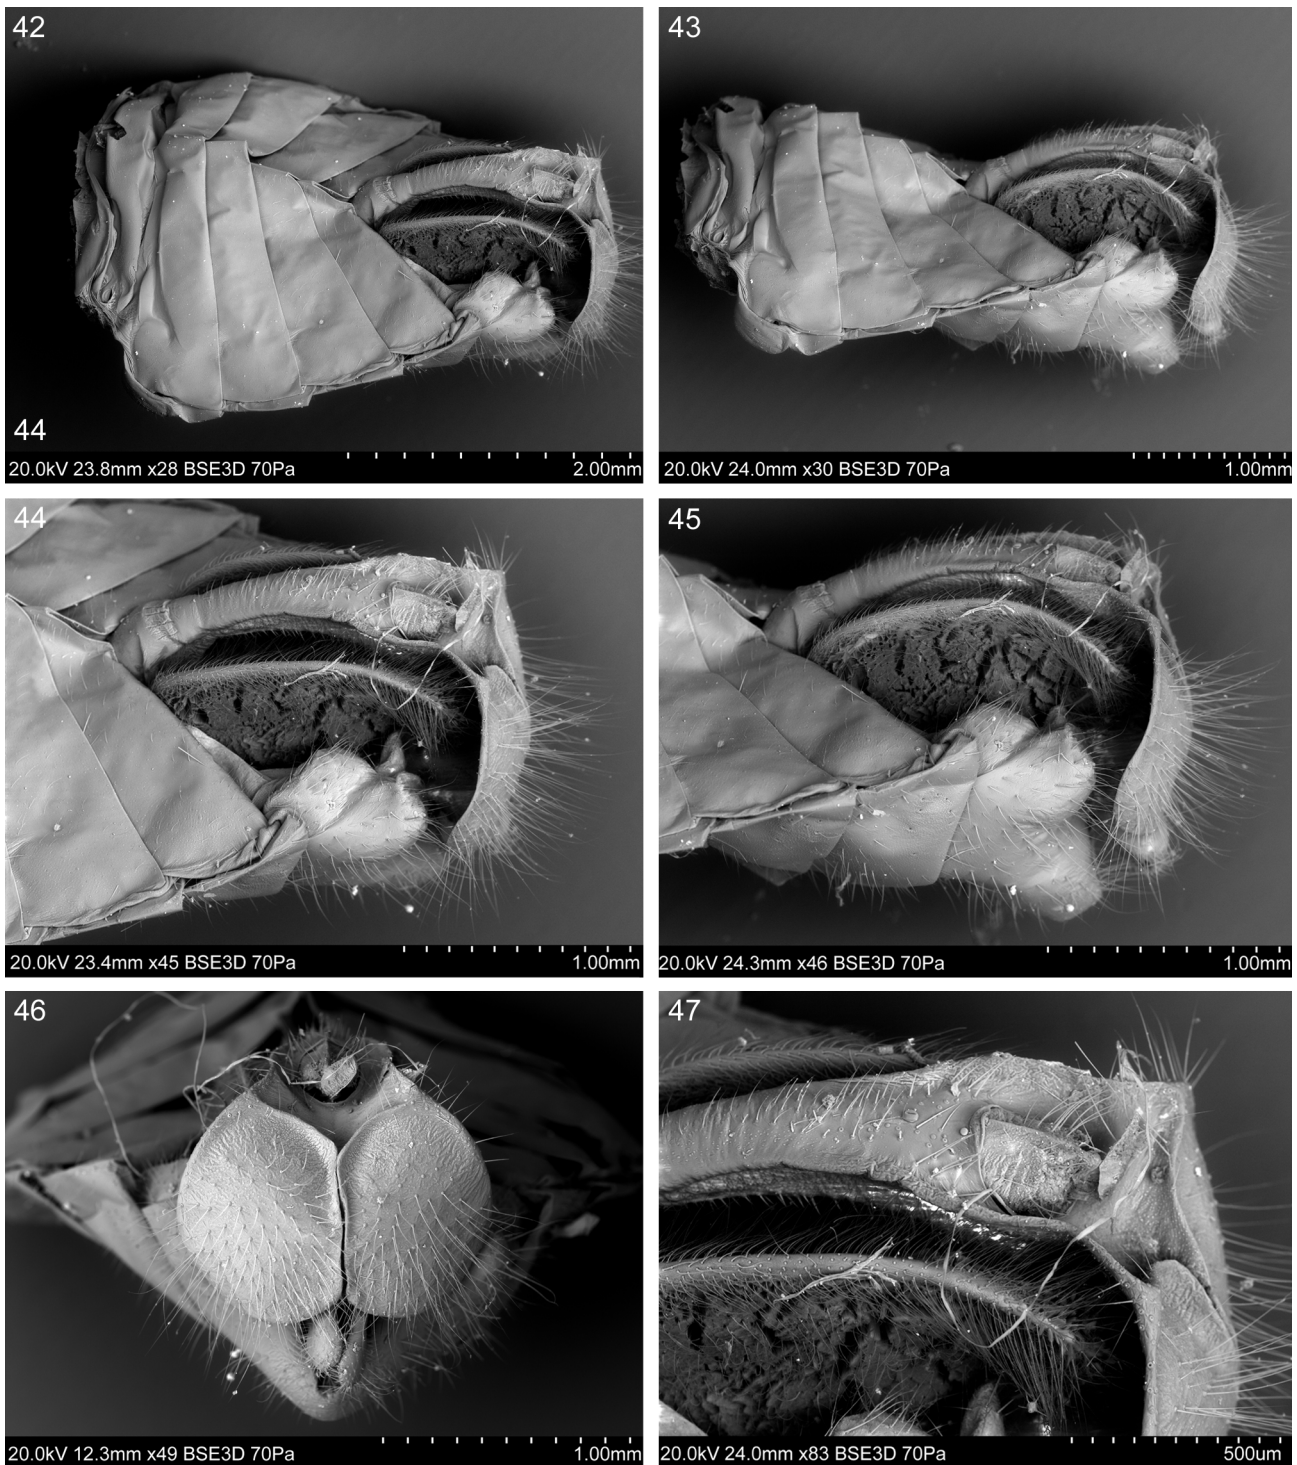 42
44
20.0kV 23.8mm x28 BSE3D 70Pa 2.00mm
43
20.0kV 24.0mm x30 BSE3D 70Pa 1.00mm
44
20.0kV 23.4mm x45 BSE3D 70Pa 1.00mm
45
20.0kV 24.3mm x46 BSE3D 70Pa 1.00mm
46
20.0kV 12.3mm x49 BSE3D 70Pa 1.00mm
47
20.0kV 24.0mm x83 BSE3D 70Pa 500um